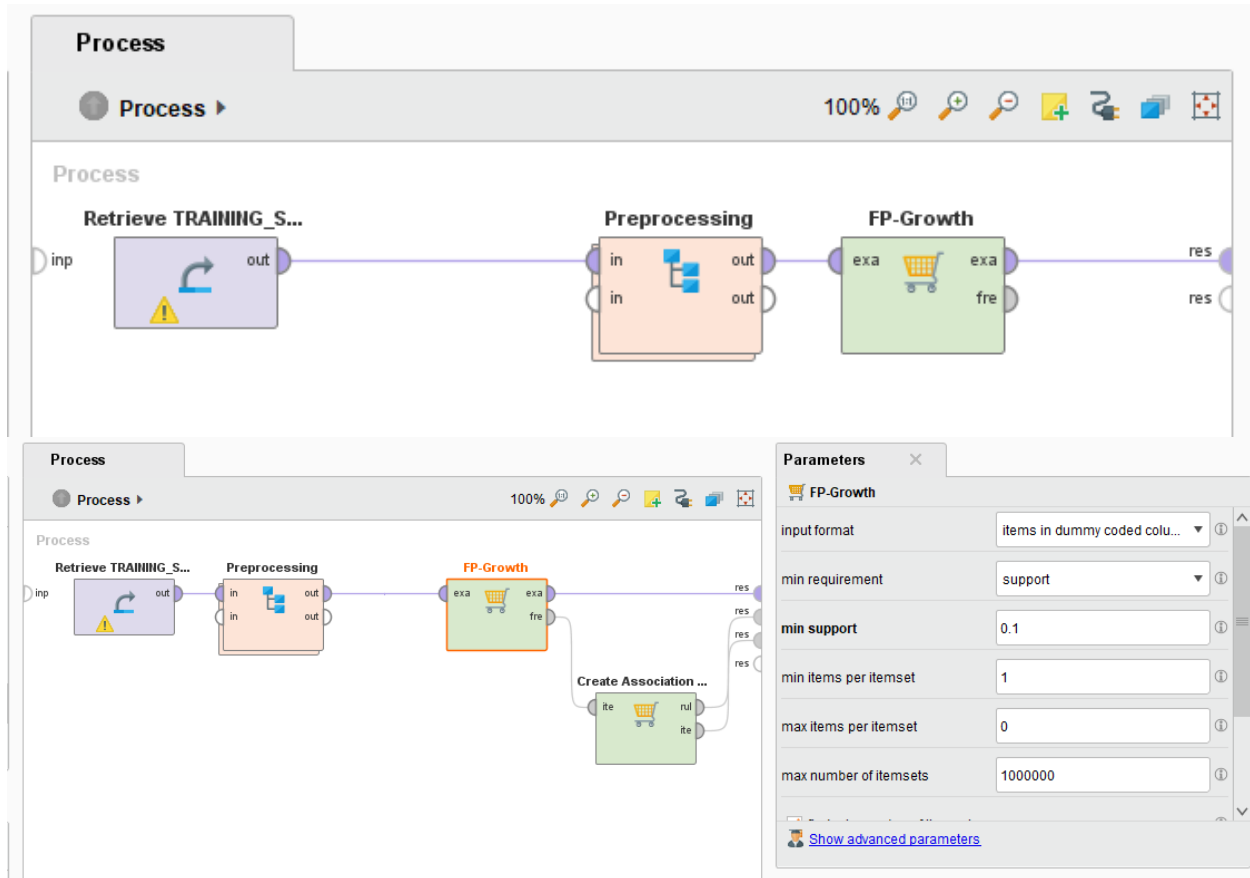 Process
Process
100%
Process
Retrieve TRAINING_S...
Preprocessing
FP-Growth
inp
out
in
out
exa
exa
res
in
out
fre
res
Process
Process
100%
Process
Retrieve TRAINING_S...
Preprocessing
FP-Growth
inp
out
in
out
exa
exa
res
in
out
fre
res
res
res
Create Association ...
ite
rul
ite
Parameters
FP-Growth
input format
items in dummy coded colu...
min requirement
support
min support
0.1
min items per itemset
1
max items per itemset
0
max number of itemsets
1000000
Show advanced parameters